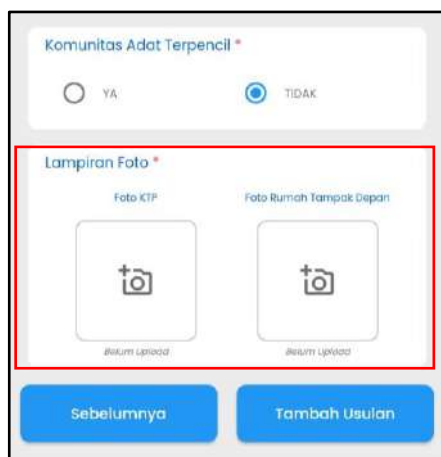 Komunitas Adat Terpencil *
YA TIDAK
Lampiran Foto *
Foto KTP Foto Rumah Tampak Depan
Belum Upload Belum Upload
Sebelumnya Tambah Usulan